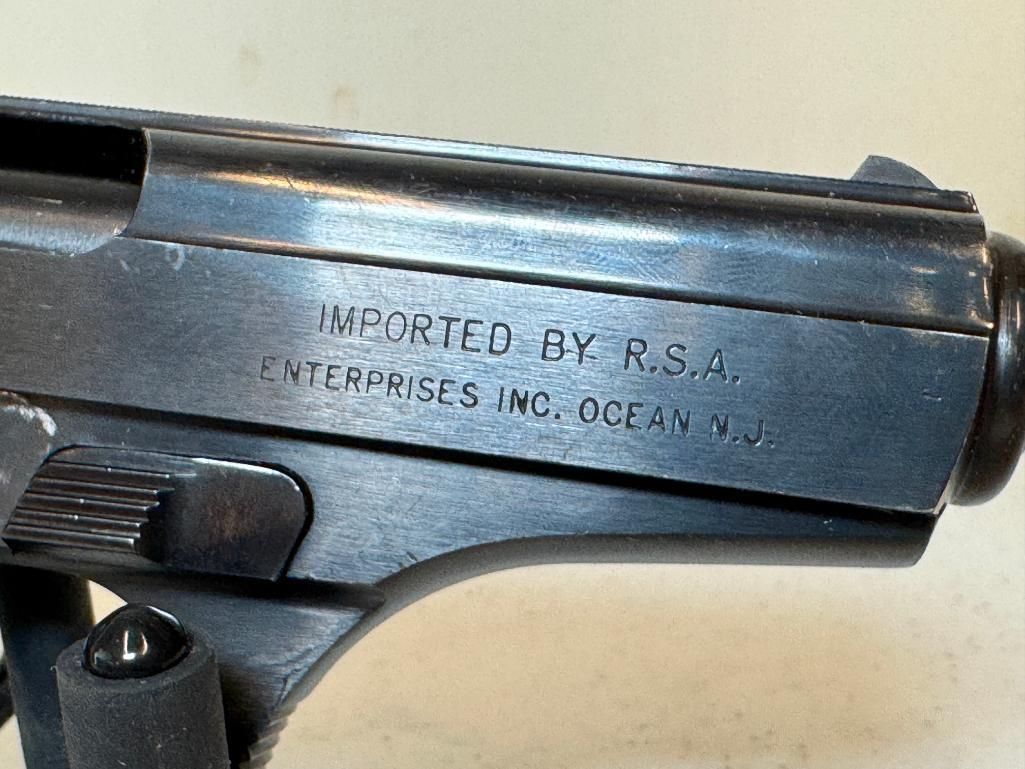 IMPORTED BY R.S.A.
ENTERPRISES INC. OCEAN N.J.